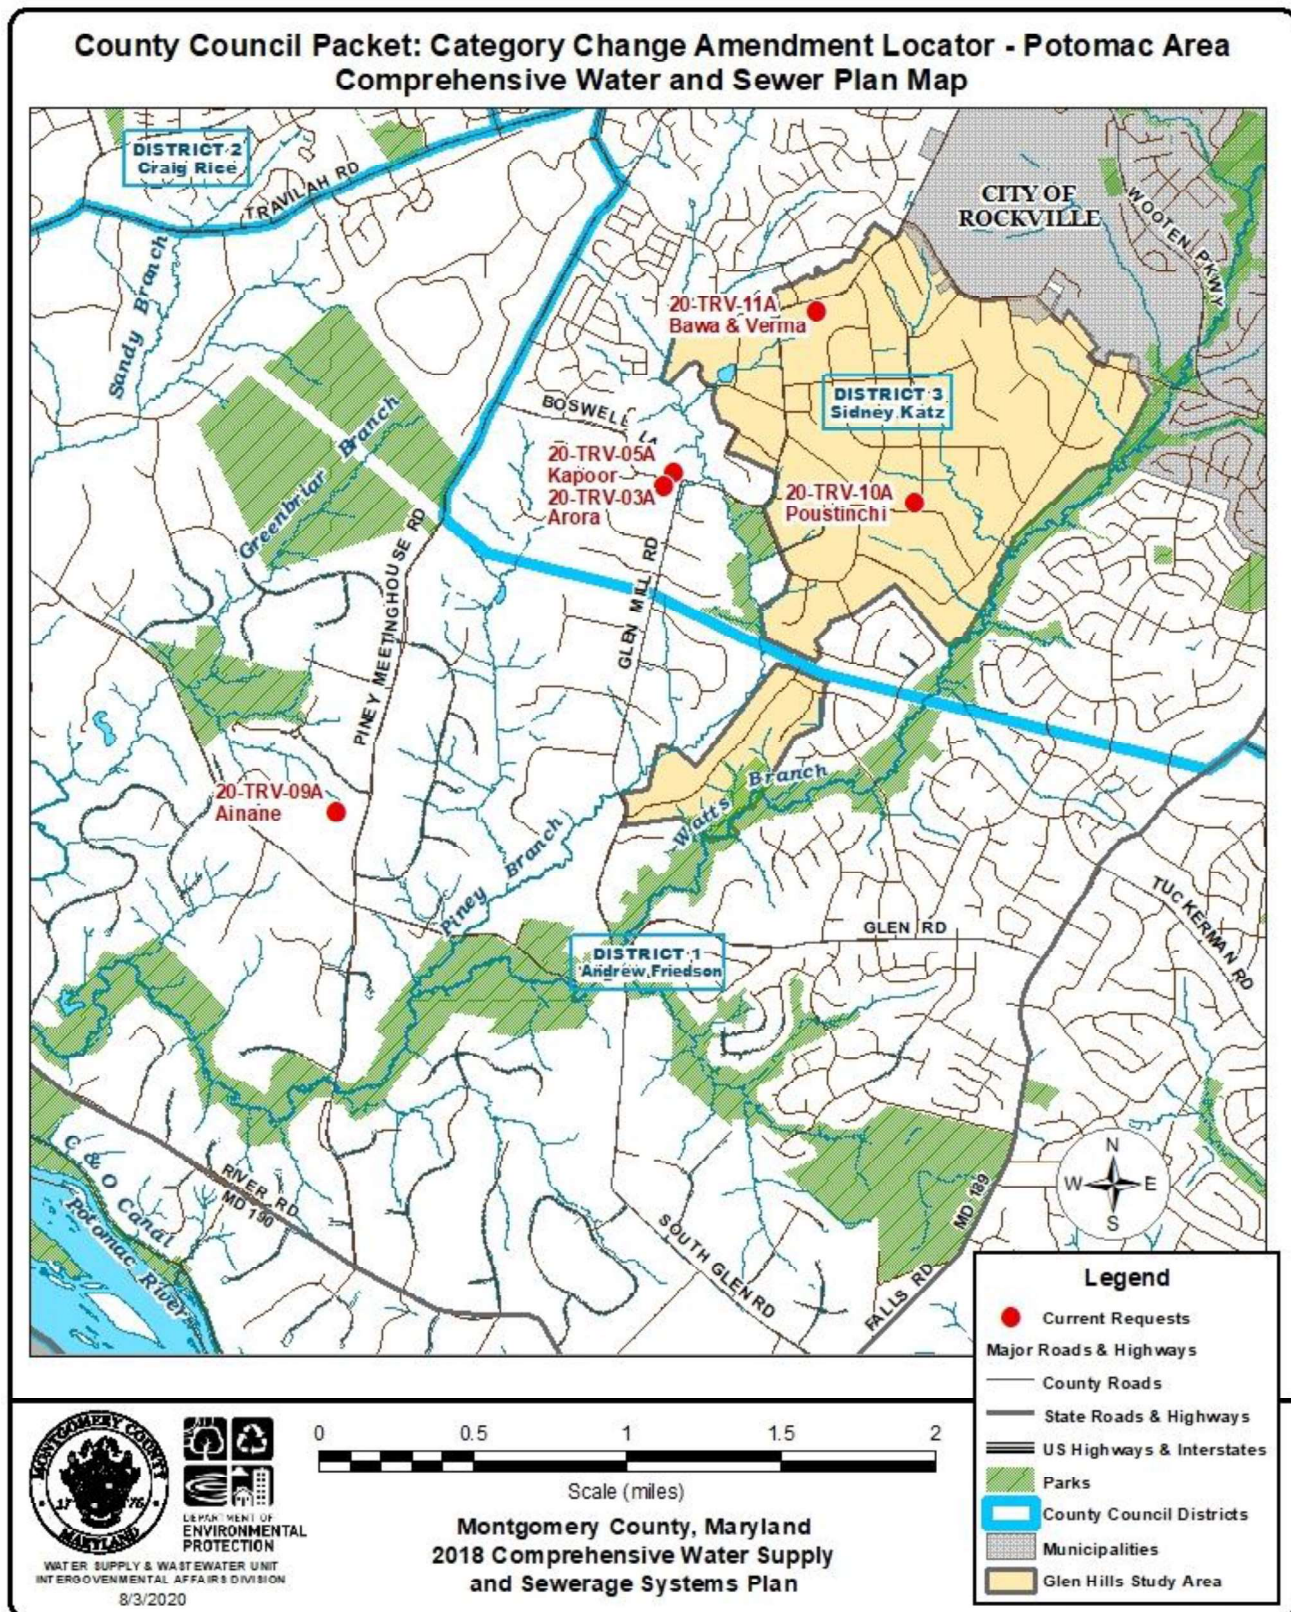 County Council Packet: Category Change Amendment Locator - Potomac Area
Comprehensive Water and Sewer Plan Map
DISTRICT 2
Craig Rice
TRAVILAH RD
CITY OF
ROCKVILLE
WOOTEN PKWY
Sandy Branch
20-TRV-11A
Bawa & Verma
DISTRICT 3
Sidney Katz
BOSWELL LA
Greenbriar Branch
20-TRV-05A
Kapoor
20-TRV-03A
Arora
20-TRV-10A
Poustinchi
PINEY MEETINGHOUSE RD
GLEN MILL RD
20-TRV-09A
Ainane
Watts Branch
Piney Branch
TUCKERMAN RD
GLEN RD
DISTRICT 1
Andrew Friedson
C & O Canal
Potomac River
RIVER RD
MD 190
SOUTH GLEN RD
MD 189
FALLS RD
N
W E
S
Legend
Current Requests
Major Roads & Highways
County Roads
State Roads & Highways
US Highways & Interstates
Parks
County Council Districts
Municipalities
Glen Hills Study Area
MONTGOMERY COUNTY
17 76
MARYLAND
DEPARTMENT OF
ENVIRONMENTAL
PROTECTION
WATER SUPPLY & WASTEWATER UNIT
INTERGOVENMENTAL AFFAIRS DIVISION
8/3/2020
0 0.5 1 1.5 2
Scale (miles)
Montgomery County, Maryland
2018 Comprehensive Water Supply
and Sewerage Systems Plan